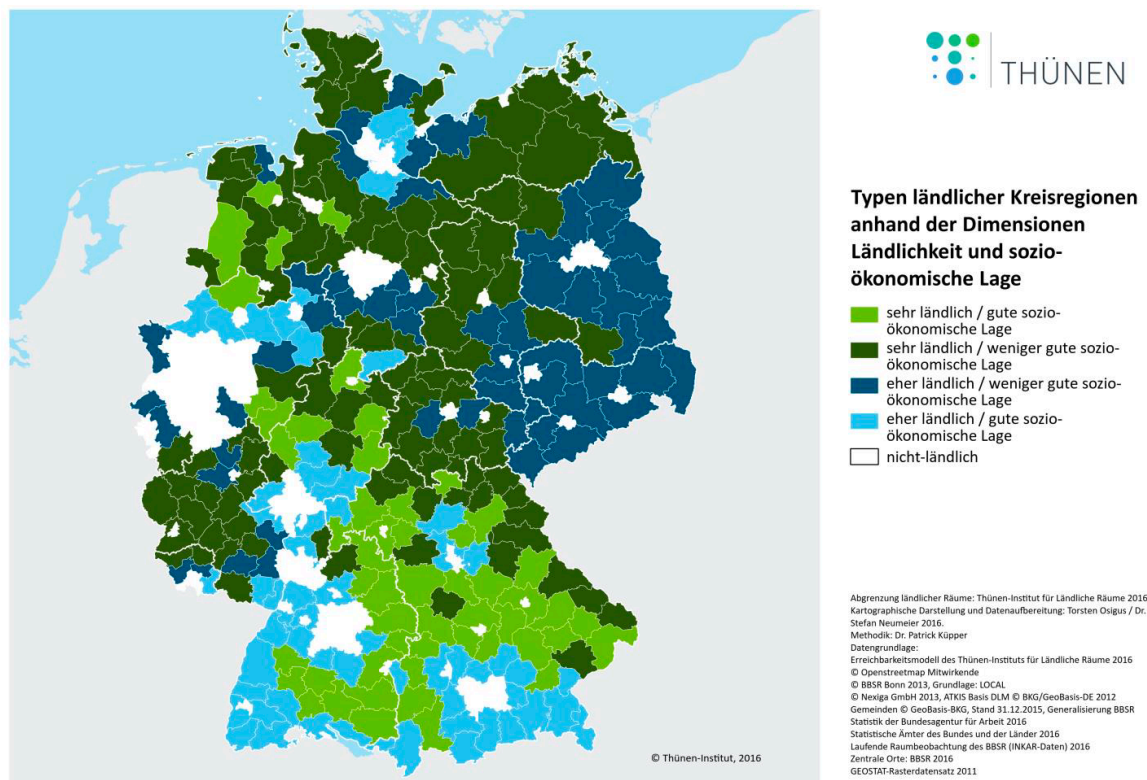 THÜNEN
Typen ländlicher Kreisregionen
anhand der Dimensionen
Ländlichkeit und sozio-
ökonomische Lage
sehr ländlich / gute sozio-
ökonomische Lage
sehr ländlich / weniger gute sozio-
ökonomische Lage
eher ländlich / weniger gute sozio-
ökonomische Lage
eher ländlich / gute sozio-
ökonomische Lage
nicht-ländlich
Abgrenzung ländlicher Räume: Thünen-Institut für Ländliche Räume 2016
Kartographische Darstellung und Datenaufbereitung: Torsten Osigus / Dr.
Stefan Neumeier 2016.
Methodik: Dr. Patrick Küpper
Datengrundlage:
Erreichbarkeitsmodell des Thünen-Instituts für Ländliche Räume 2016
© Openstreetmap Mitwirkende
© BBSR Bonn 2013, Grundlage: LOCAL
© Nexiga GmbH 2013, ATKIS Basis DLM © BKG/GeoBasis-DE 2012
Gemeinden © GeoBasis-BKG, Stand 31.12.2015, Generalisierung BBSR
Statistik der Bundesagentur für Arbeit 2016
Statistische Ämter des Bundes und der Länder 2016
Laufende Raumbeobachtung des BBSR (INKAR-Daten) 2016
Zentrale Orte: BBSR 2016
GEOSTAT-Rasterdatensatz 2011
© Thünen-Institut, 2016